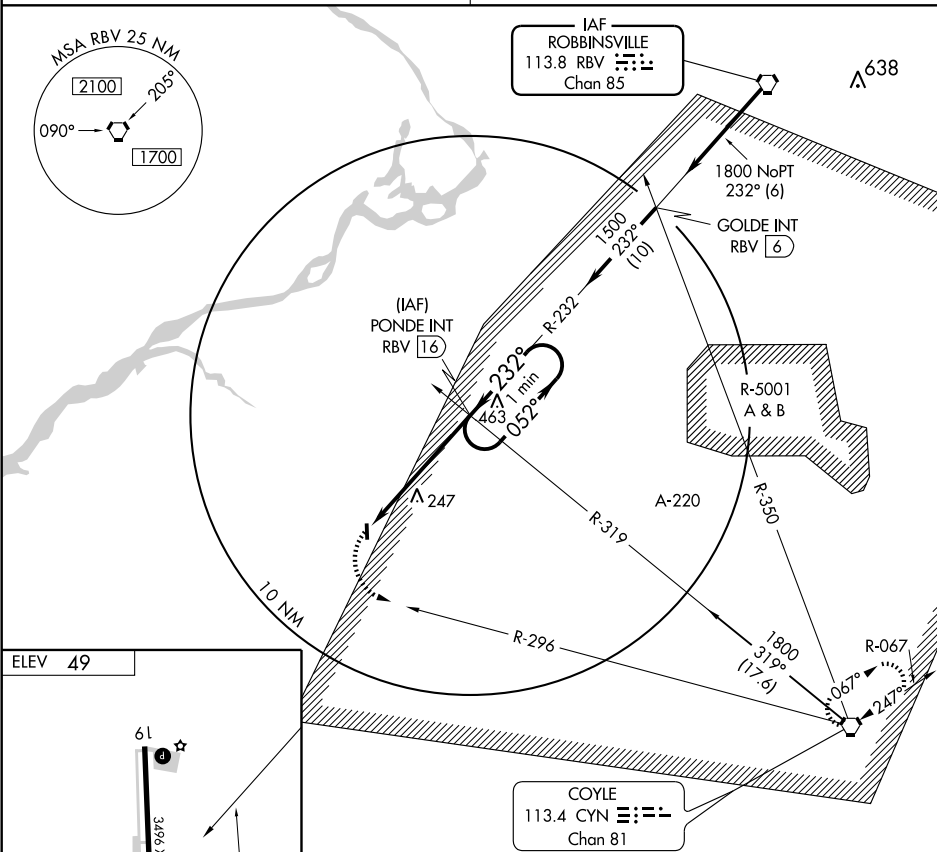 MSA RBV 25 NM
2100
205°
090°
1700
IAF
ROBBINSVILLE
113.8 RBV
Chan 85
638
1800 NoPT
232° (6)
GOLDE INT
RBV 6
1500
232°
(10)
R-232
(IAF)
PONDE INT
RBV 16
232°
1 min
052°
463
R-5001
A & B
247
A-220
R-350
R-319
10 NM
R-296
1800
319°
(17.6)
R-067
067°
247°
ELEV 49
19
P
3496 X
COYLE
113.4 CYN
Chan 81